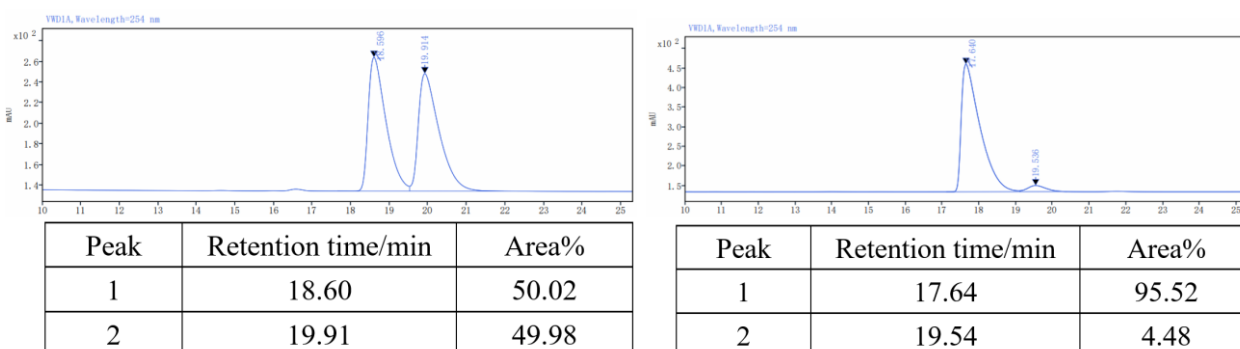 VWD1A, Wavelength=254 nm
x10 2
mAU
2.6
2.4
2.2
2.0
1.8
1.6
1.4
18.596
19.914
10 11 12 13 14 15 16 17 18 19 20 21 22 23 24 25
Peak Retention time/min Area%
1 18.60 50.02
2 19.91 49.98
VWD1A, Wavelength=254 nm
x10 2
mAU
4.5
4.0
3.5
3.0
2.5
2.0
1.5
17.640
19.536
10 11 12 13 14 15 16 17 18 19 20 21 22 23 24 25
Peak Retention time/min Area%
1 17.64 95.52
2 19.54 4.48